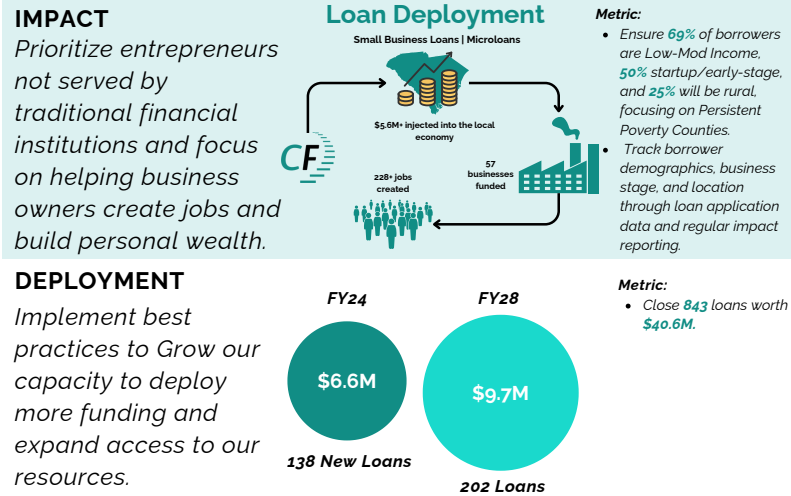 IMPACT
Prioritize entrepreneurs
not served by
traditional financial
institutions and focus
on helping business
owners create jobs and
build personal wealth.
Loan Deployment
Small Business Loans | Microloans
$5.6M+ injected into the local
economy
CF
57
businesses
funded
228+ jobs
created
Metric:
• Ensure 69% of borrowers
are Low-Mod Income,
50% startup/early-stage,
and 25% will be rural,
focusing on Persistent
Poverty Counties.
• Track borrower
demographics, business
stage, and location
through loan application
data and regular impact
reporting.
DEPLOYMENT
Implement best
practices to Grow our
capacity to deploy
more funding and
expand access to our
resources.
FY24
$6.6M
138 New Loans
FY28
$9.7M
202 Loans
Metric:
• Close 843 loans worth
$40.6M.